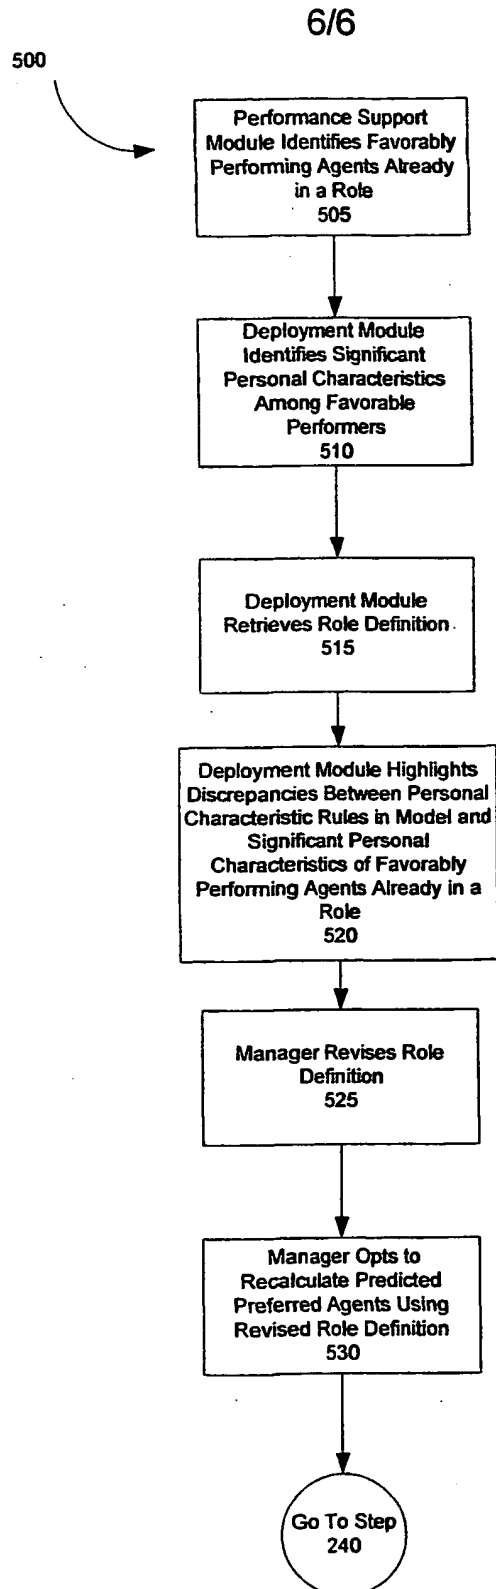 6/6
500
Performance Support
Module Identifies Favorably
Performing Agents Already
in a Role
505
Deployment Module
Identifies Significant
Personal Characteristics
Among Favorable
Performers
510
Deployment Module
Retrieves Role Definition
515
Deployment Module Highlights
Discrepancies Between Personal
Characteristic Rules in Model and
Significant Personal
Characteristics of Favorably
Performing Agents Already in a
Role
520
Manager Revises Role
Definition
525
Manager Opts to
Recalculate Predicted
Preferred Agents Using
Revised Role Definition
530
Go To Step
240